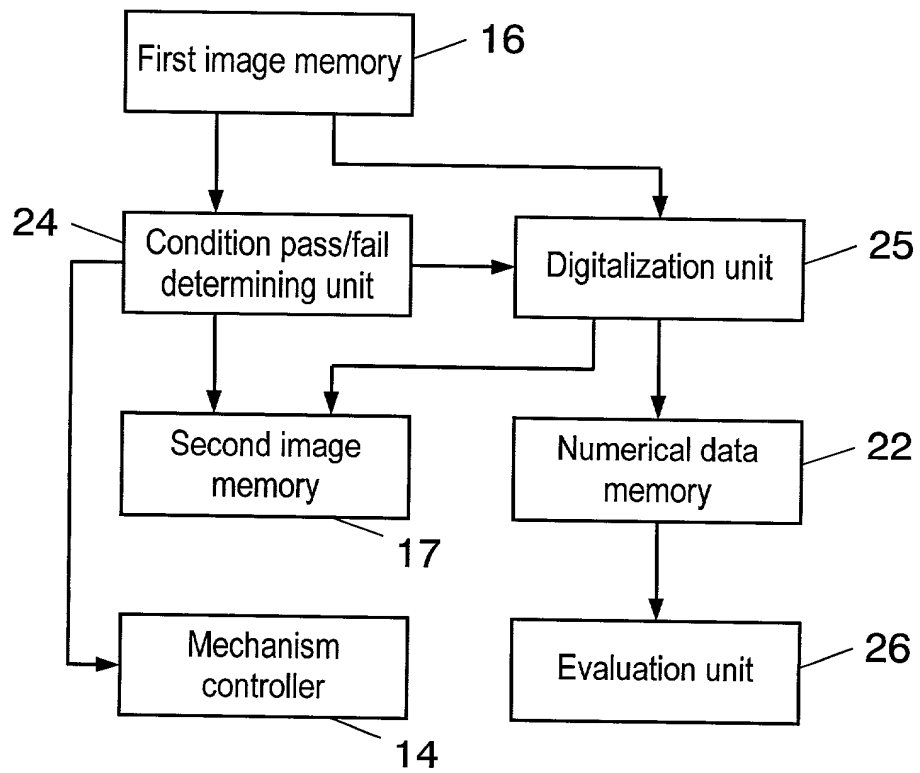 16
First image memory
24
Condition pass/fail
determining unit
Digitalization unit
25
Second image
memory
17
Numerical data
memory
22
Mechanism
controller
14
Evaluation unit
26